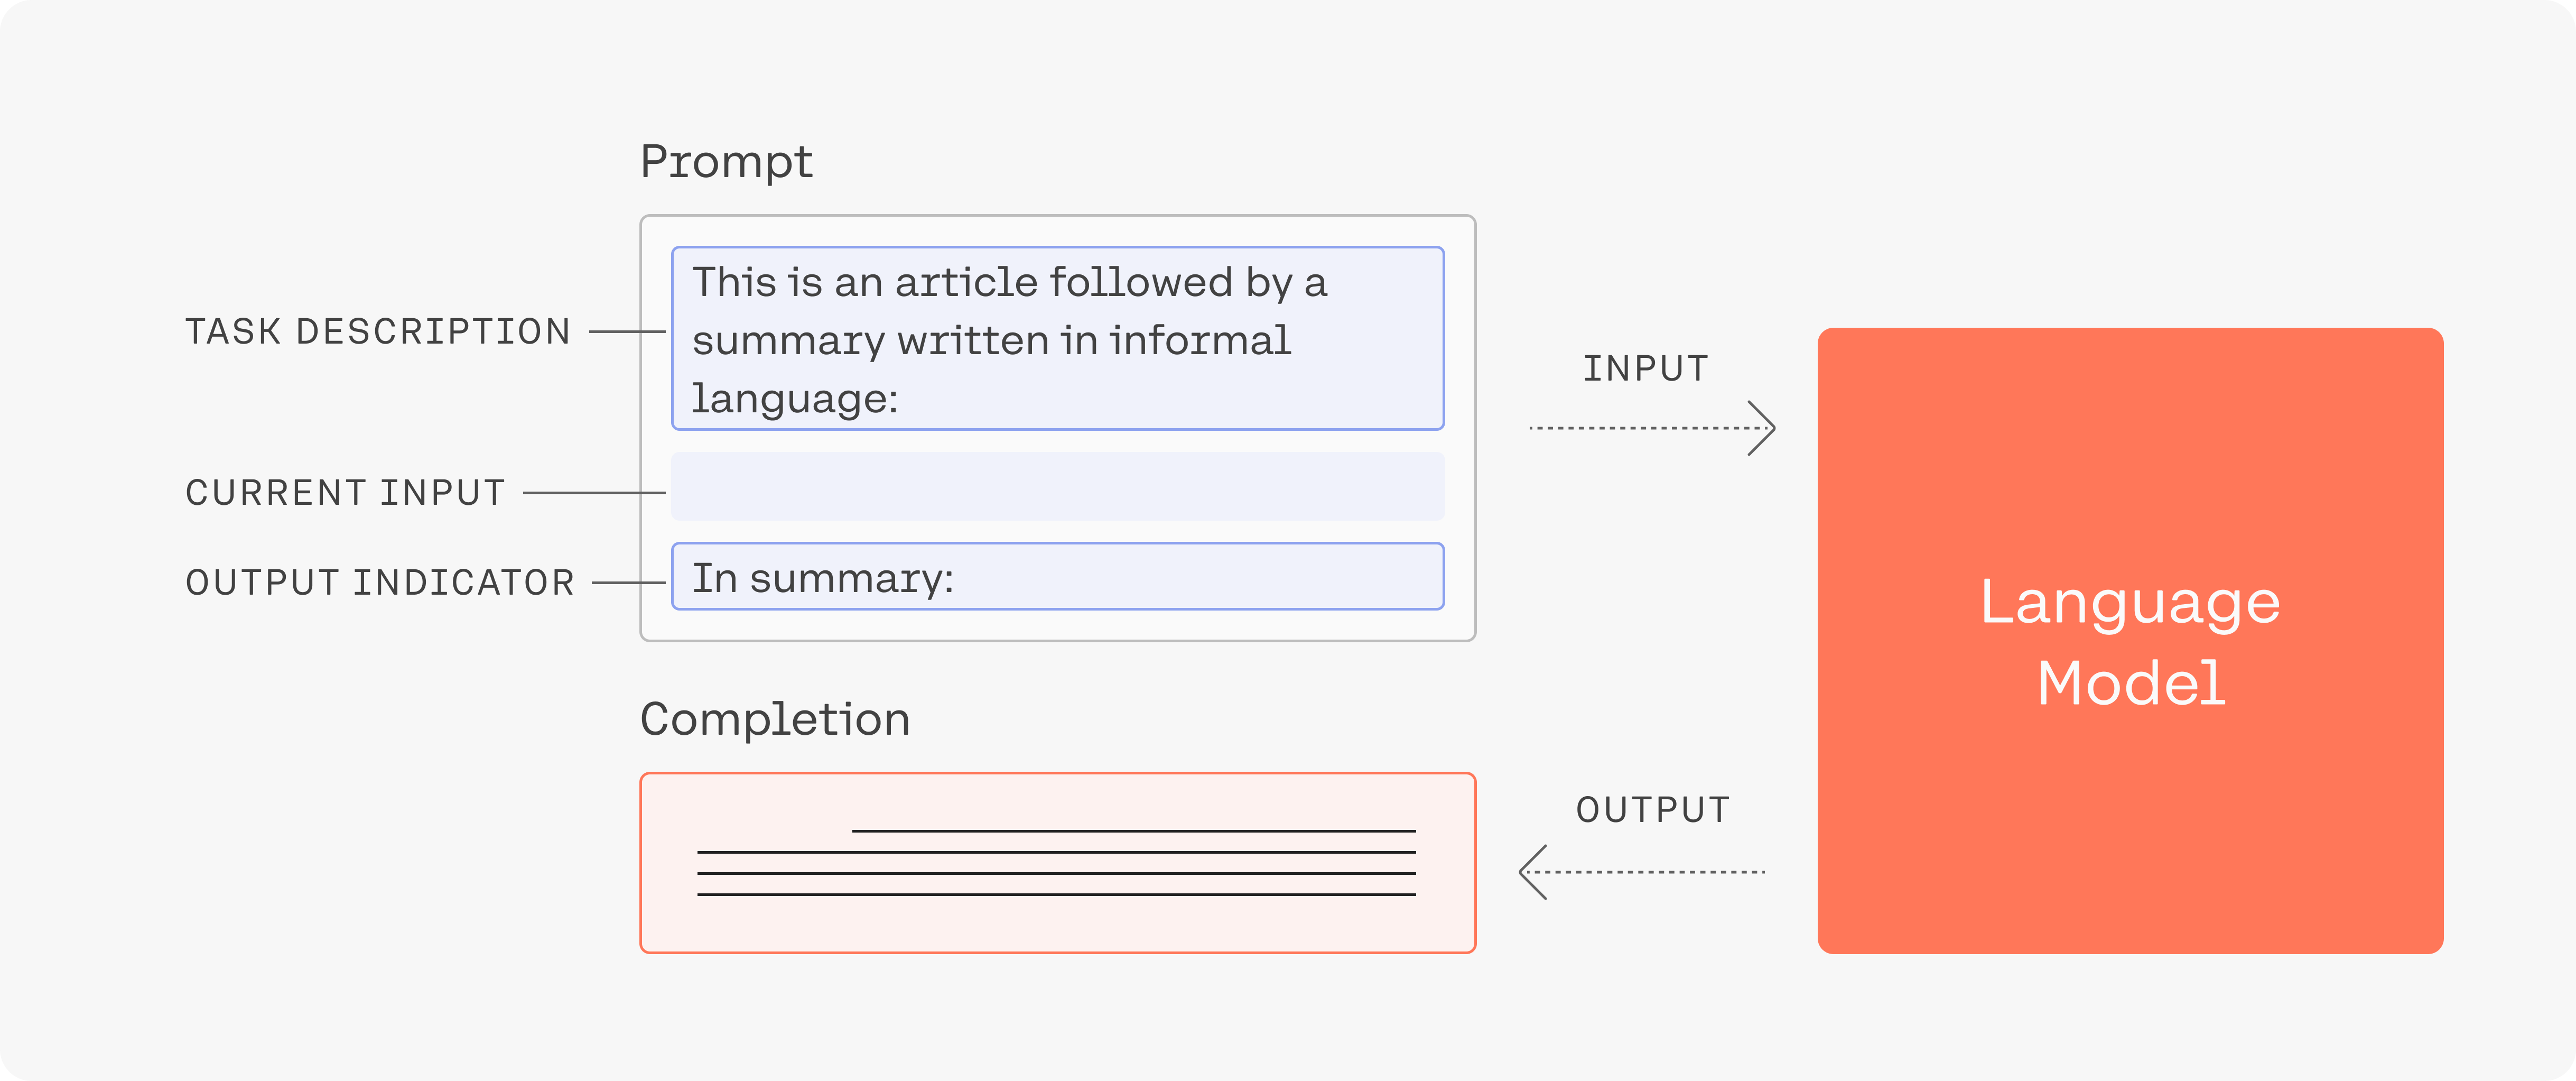 Prompt
TASK DESCRIPTION
This is an article followed by a
summary written in informal
language:
CURRENT INPUT
OUTPUT INDICATOR
In summary:
INPUT
Language
Model
Completion
OUTPUT